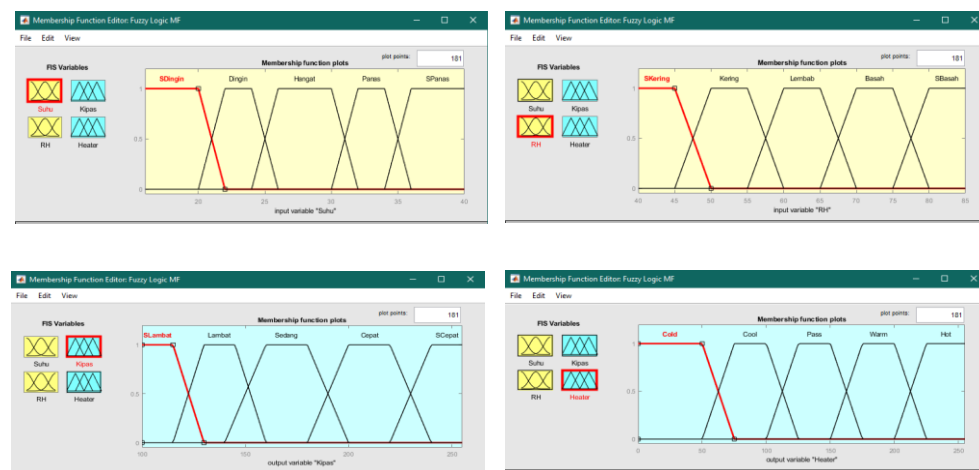 Membership Function Editor: Fuzzy Logic MF
File Edit View
FIS Variables
Suhu Kipas
RH Heater
Membership function plots
plot points: 181
SDingin Dingin Hangat Panas SPanas
1
0.5
0
20 25 30 35 40
input variable "Suhu"
Membership Function Editor: Fuzzy Logic MF
File Edit View
FIS Variables
Suhu Kipas
RH Heater
Membership function plots
plot points: 181
SKering Kering Lembab Basah SBasah
1
0.5
0
40 45 50 55 60 65 70 75 80 85
input variable "RH"
Membership Function Editor: Fuzzy Logic MF
File Edit View
FIS Variables
Suhu Kipas
RH Heater
Membership function plots
plot points: 181
SLambat Lambat Sedang Cepat SCepat
1
0.5
0
100 150 200 250
output variable "Kipas"
Membership Function Editor: Fuzzy Logic MF
File Edit View
FIS Variables
Suhu Kipas
RH Heater
Membership function plots
plot points: 181
Cold Cool Pass Warm Hot
1
0.5
0
0 50 100 150 200 250
output variable "Heater"